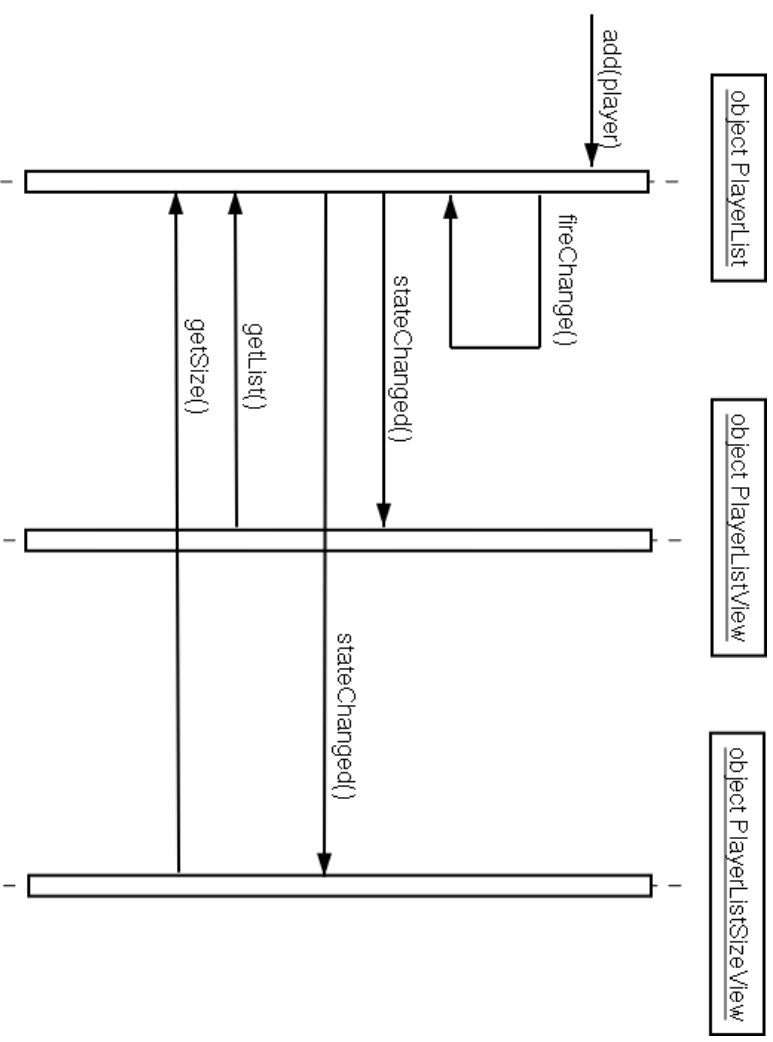 object PlayerList
object PlayerListView
object PlayerListSizeView
add(player)
fireChange()
stateChanged()
stateChanged()
getList()
getSize()